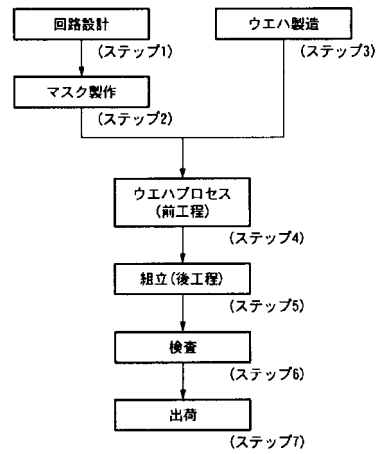 回路設計
(ステップ1)
ウエハ製造
(ステップ3)
マスク製作
(ステップ2)
ウエハプロセス
(前工程)
(ステップ4)
組立(後工程)
(ステップ5)
検査
(ステップ6)
出荷
(ステップ7)